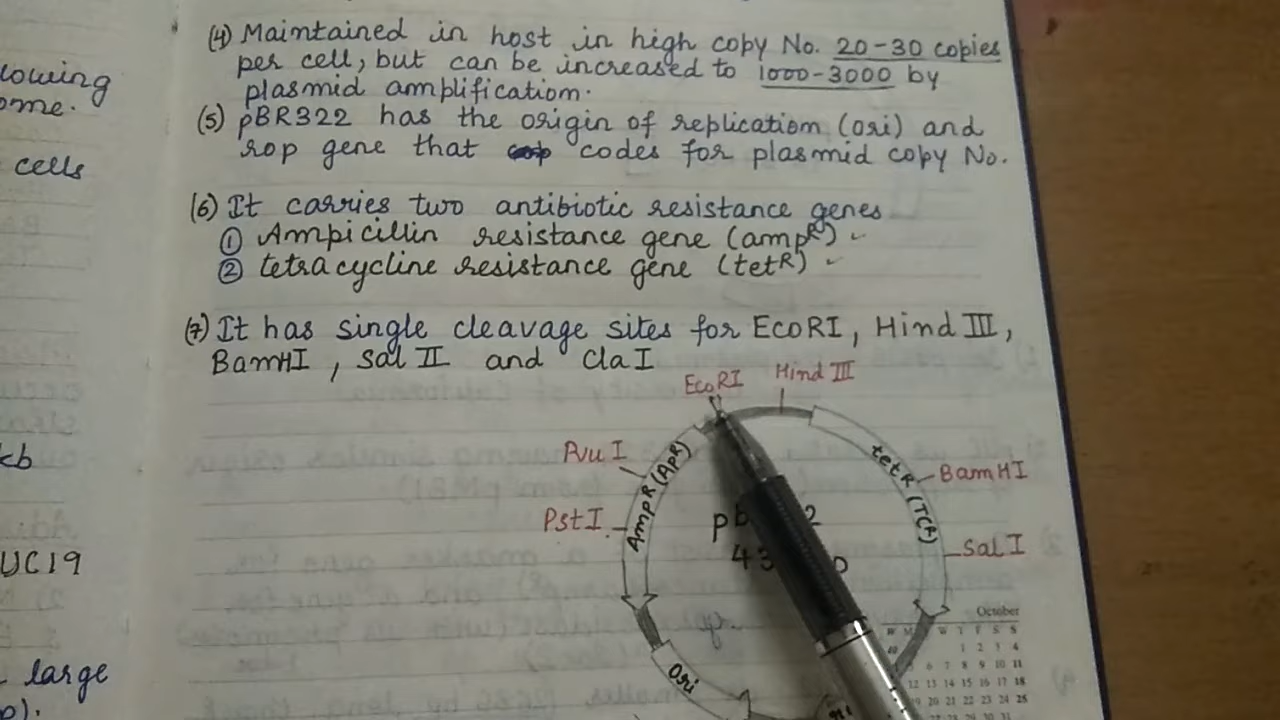 (4) Maintained in host in high copy No. 20-30 copies
per cell, but can be increased to 1000-3000 by
plasmid amplification.
(5) pBR322 has the origin of replication (ori) and
rop gene that codes for plasmid copy No.
(6) It carries two antibiotic resistance genes
① Ampicillin resistance gene (ampR)
② tetracycline resistance gene (tetR)
(7) It has single cleavage sites for EcoRI, Hind III,
BamHI, Sal II and Cla I
EcoRI
Hind III
Pvu I
PstI
AmpR (ApR)
tetR (TCR)
BamHI
Sal I
ori
cells
UC19
large
October